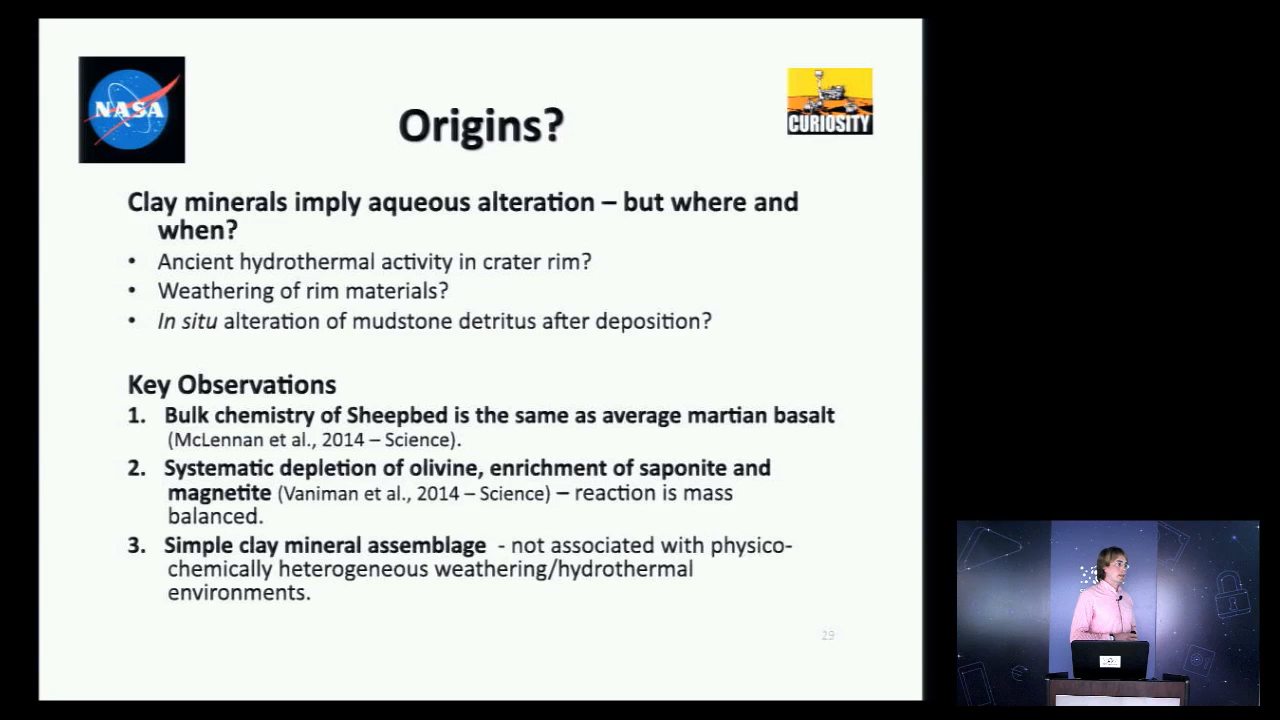 NASA
CURIOSITY
Origins?
Clay minerals imply aqueous alteration – but where and
when?
• Ancient hydrothermal activity in crater rim?
• Weathering of rim materials?
• In situ alteration of mudstone detritus after deposition?
Key Observations
1. Bulk chemistry of Sheepbed is the same as average martian basalt
(McLennan et al., 2014 – Science).
2. Systematic depletion of olivine, enrichment of saponite and
magnetite (Vaniman et al., 2014 – Science) – reaction is mass
balanced.
3. Simple clay mineral assemblage - not associated with physico-
chemically heterogeneous weathering/hydrothermal
environments.
29